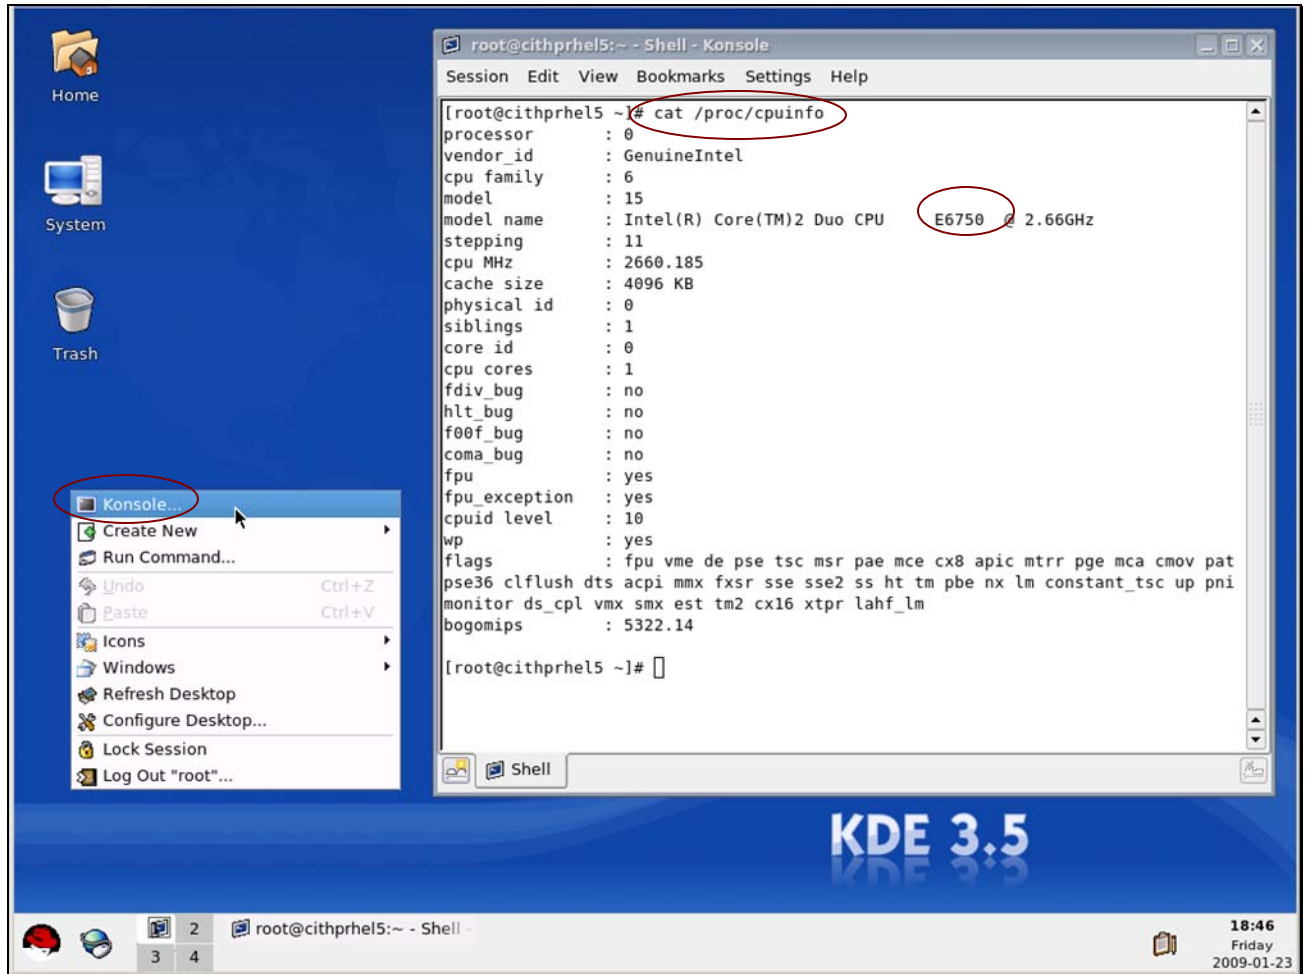 Home
System
Trash
root@cithprhel5:~ - Shell - Konsole
Session Edit View Bookmarks Settings Help
[root@cithprhel5 ~]# cat /proc/cpuinfo
processor : 0
vendor_id : GenuineIntel
cpu family : 6
model : 15
model name : Intel(R) Core(TM)2 Duo CPU E6750 @ 2.66GHz
stepping : 11
cpu MHz : 2660.185
cache size : 4096 KB
physical id : 0
siblings : 1
core id : 0
cpu cores : 1
fdiv_bug : no
hlt_bug : no
f00f_bug : no
coma_bug : no
fpu : yes
fpu_exception : yes
cpuid level : 10
wp : yes
flags : fpu vme de pse tsc msr pae mce cx8 apic mtrr pge mca cmov pat
pse36 clflush dts acpi mmx fxsr sse sse2 ss ht tm pbe nx lm constant_tsc up pni
monitor ds_cpl vmx smx est tm2 cx16 xtpr lahf_lm
bogomips : 5322.14
[root@cithprhel5 ~]#
Shell
Konsole...
Create New
Run Command...
Undo Ctrl+Z
Paste Ctrl+V
Icons
Windows
Refresh Desktop
Configure Desktop...
Lock Session
Log Out "root"...
KDE 3.5
2
3 4
root@cithprhel5:~ - Shell -
18:46
Friday
2009-01-23